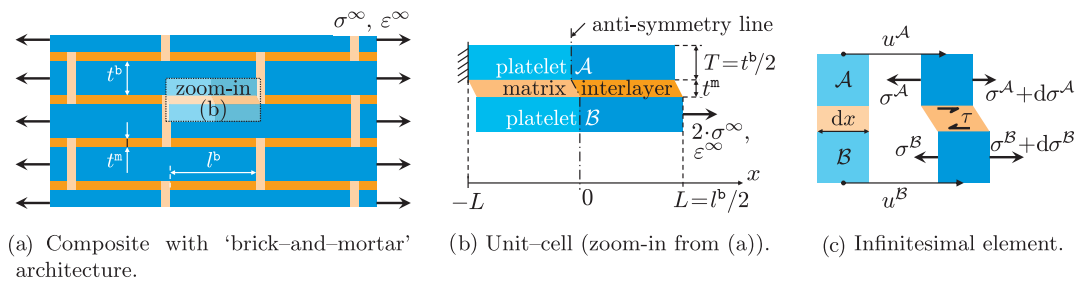 σ^∞, ε^∞
t^b
zoom-in
(b)
t^m
l^b
(a) Composite with ‘brick–and–mortar’
architecture.
anti-symmetry line
platelet 𝒜
T=t^b/2
matrix interlayer
t^m
platelet ℬ
2·σ^∞,
ε^∞
x
−L
0
L=l^b/2
(b) Unit–cell (zoom-in from (a)).
u^𝒜
𝒜
σ^𝒜
σ^𝒜+dσ^𝒜
dx
τ
ℬ
σ^ℬ
σ^ℬ+dσ^ℬ
u^ℬ
(c) Infinitesimal element.